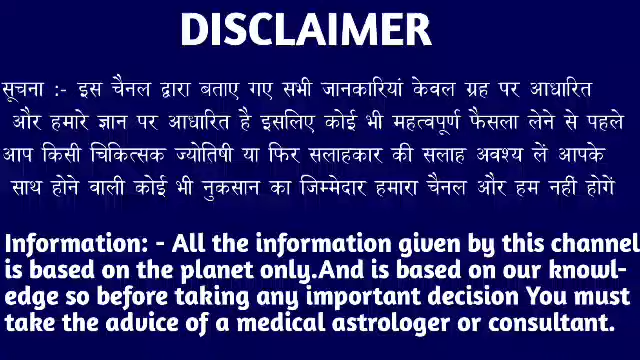 DISCLAIMER
सूचना :- इस चैनल द्वारा बताए गए सभी जानकारियां केवल ग्रह पर आधारित
और हमारे ज्ञान पर आधारित है इसलिए कोई भी महत्वपूर्ण फैसला लेने से पहले
आप किसी चिकित्सक ज्योतिषी या फिर सलाहकार की सलाह अवश्य लें आपके
साथ होने वाली कोई भी नुकसान का जिम्मेदार हमारा चैनल और हम नही होगें
Information: - All the information given by this channel
is based on the planet only.And is based on our knowl-
edge so before taking any important decision You must
take the advice of a medical astrologer or consultant.